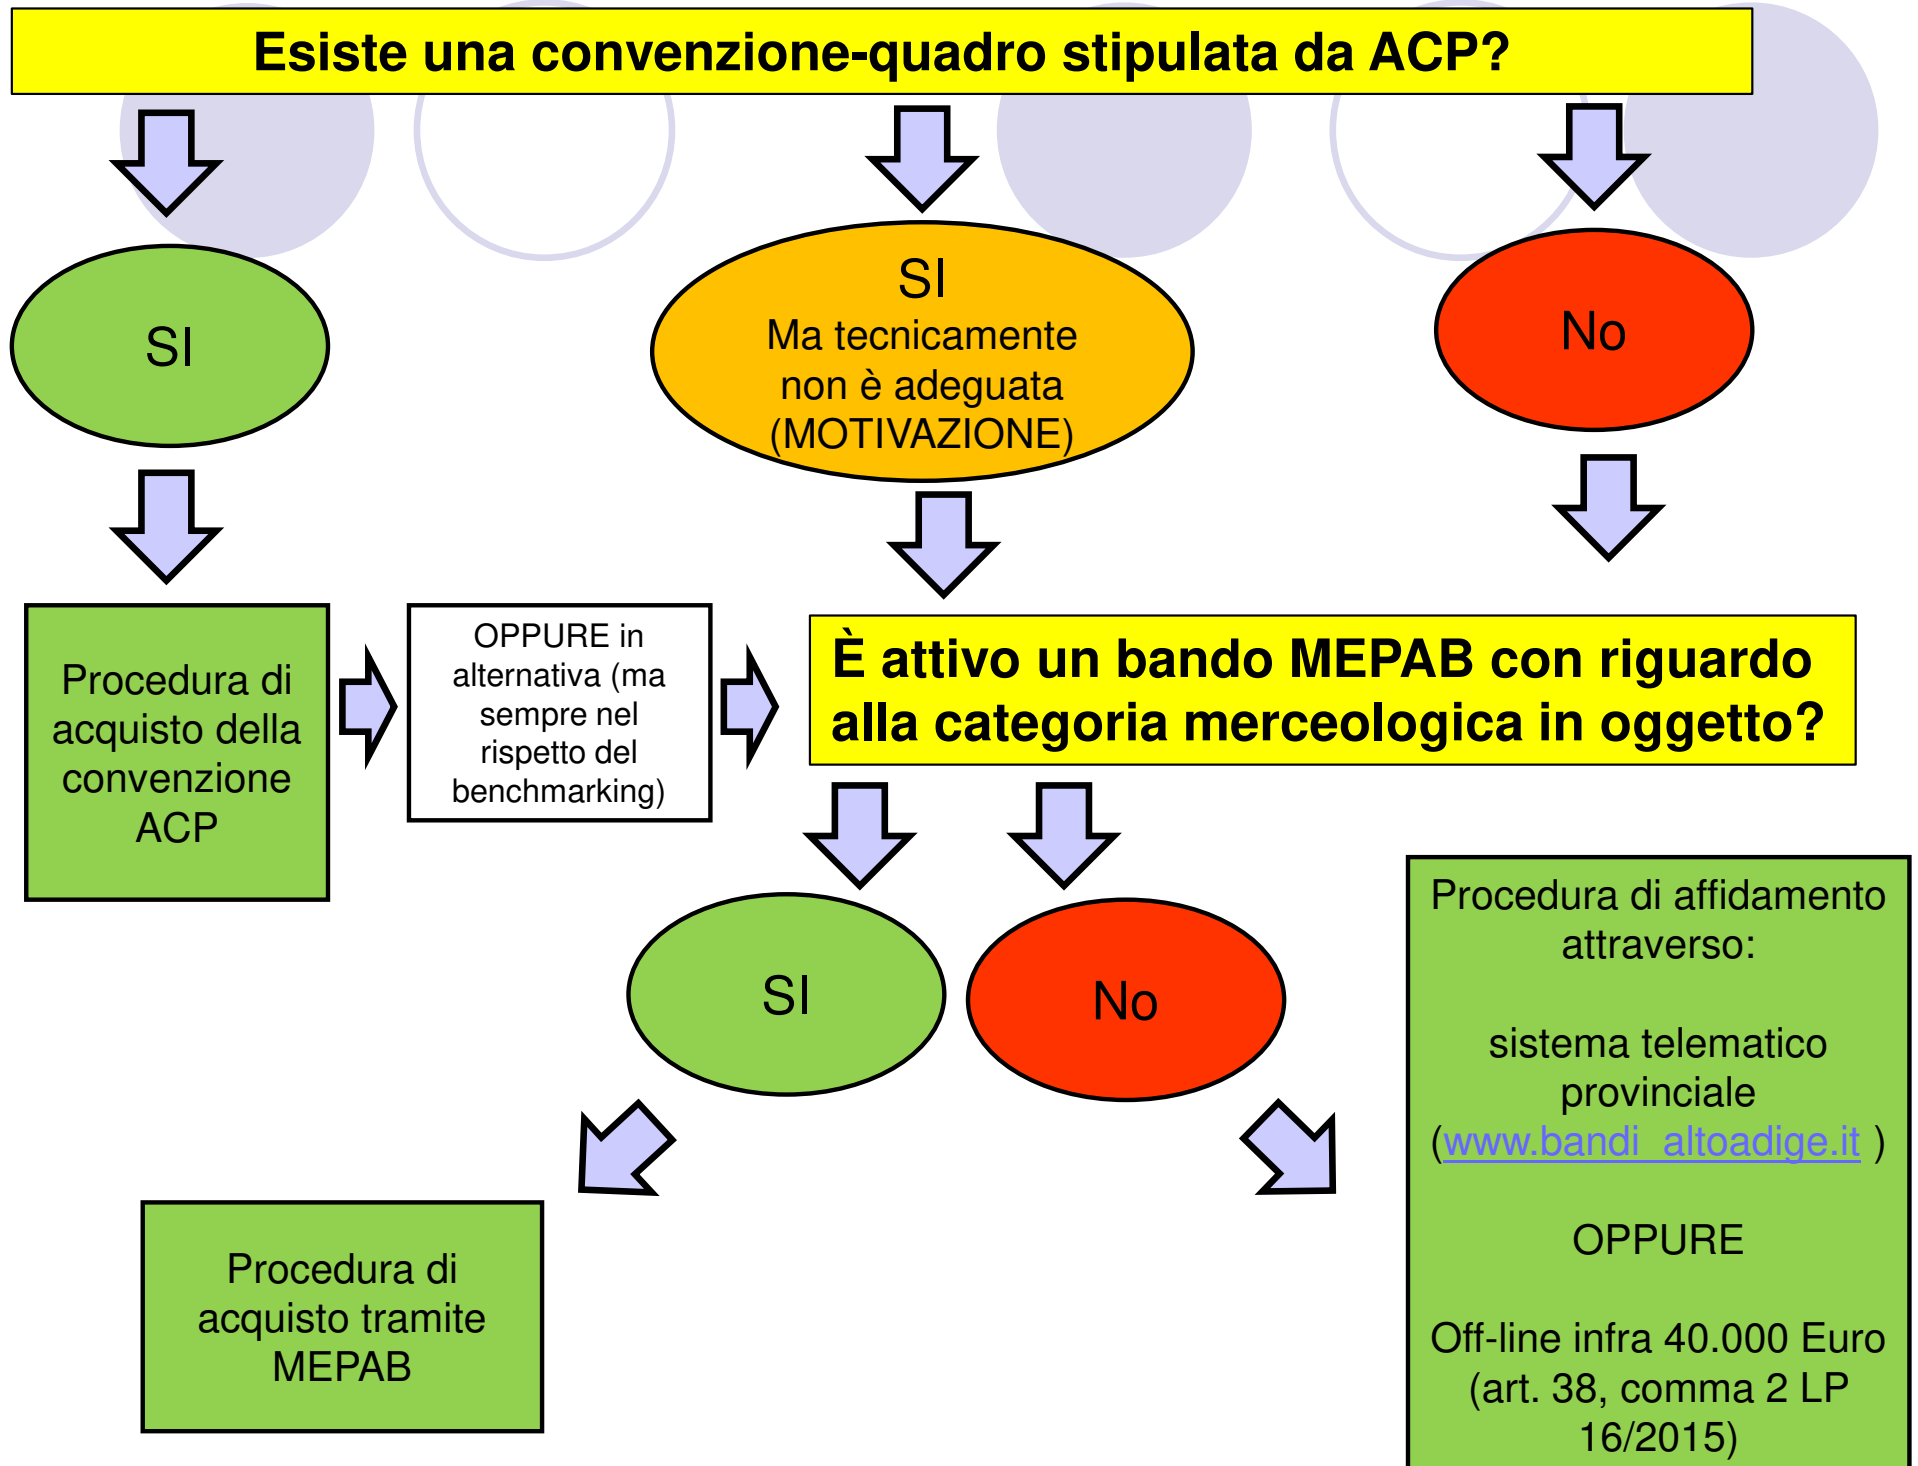 Esiste una convenzione-quadro stipulata da ACP?
SI
SI
Ma tecnicamente
non è adeguata
(MOTIVAZIONE)
No
Procedura di
acquisto della
convenzione
ACP
OPPURE in
alternativa (ma
sempre nel
rispetto del
benchmarking)
È attivo un bando MEPAB con riguardo
alla categoria merceologica in oggetto?
SI
No
Procedura di
acquisto tramite
MEPAB
Procedura di affidamento
attraverso:
sistema telematico
provinciale
(www.bandi_altoadige.it )
OPPURE
Off-line infra 40.000 Euro
(art. 38, comma 2 LP
16/2015)